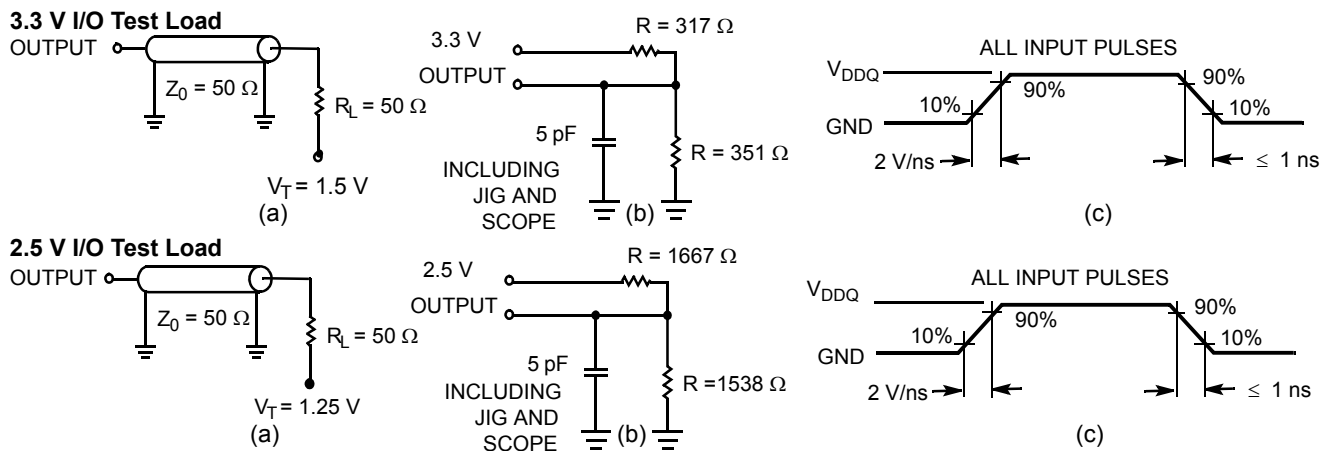 3.3 V I/O Test Load
OUTPUT
Z0 = 50 Ω
RL = 50 Ω
VT = 1.5 V
(a)
3.3 V
OUTPUT
R = 317 Ω
5 pF
R = 351 Ω
INCLUDING
JIG AND
SCOPE
(b)
ALL INPUT PULSES
VDDQ
GND
10%
90%
90%
10%
2 V/ns
≤ 1 ns
(c)
2.5 V I/O Test Load
OUTPUT
Z0 = 50 Ω
RL = 50 Ω
VT = 1.25 V
(a)
2.5 V
OUTPUT
R = 1667 Ω
5 pF
R =1538 Ω
INCLUDING
JIG AND
SCOPE
(b)
ALL INPUT PULSES
VDDQ
GND
10%
90%
90%
10%
2 V/ns
≤ 1 ns
(c)